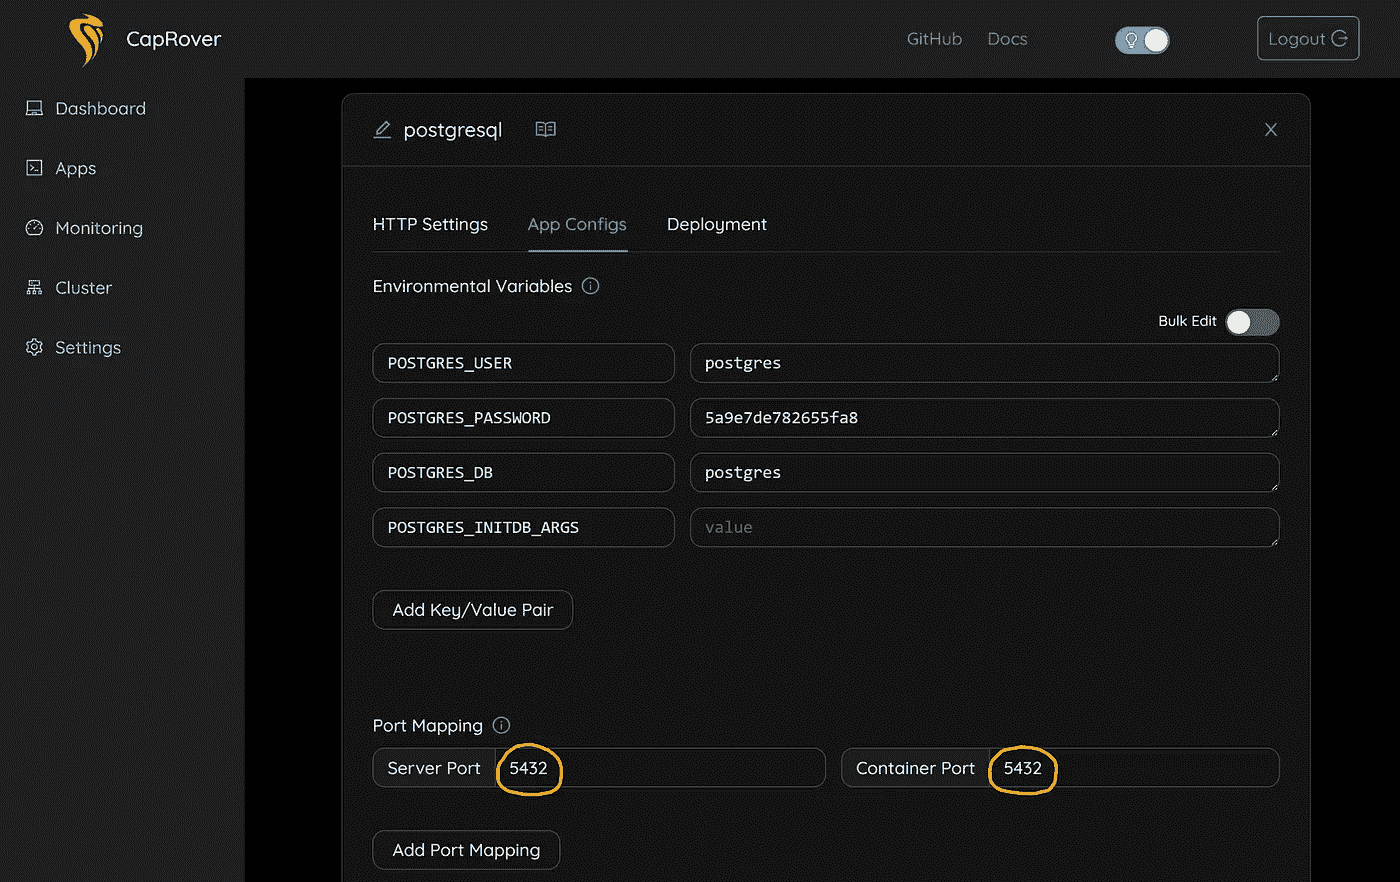 CapRover
GitHub Docs
Logout
Dashboard
Apps
Monitoring
Cluster
Settings
postgresql
HTTP Settings App Configs Deployment
Environmental Variables
Bulk Edit
POSTGRES_USER postgres
POSTGRES_PASSWORD 5a9e7de782655fa8
POSTGRES_DB postgres
POSTGRES_INITDB_ARGS value
Add Key/Value Pair
Port Mapping
Server Port 5432 Container Port 5432
Add Port Mapping